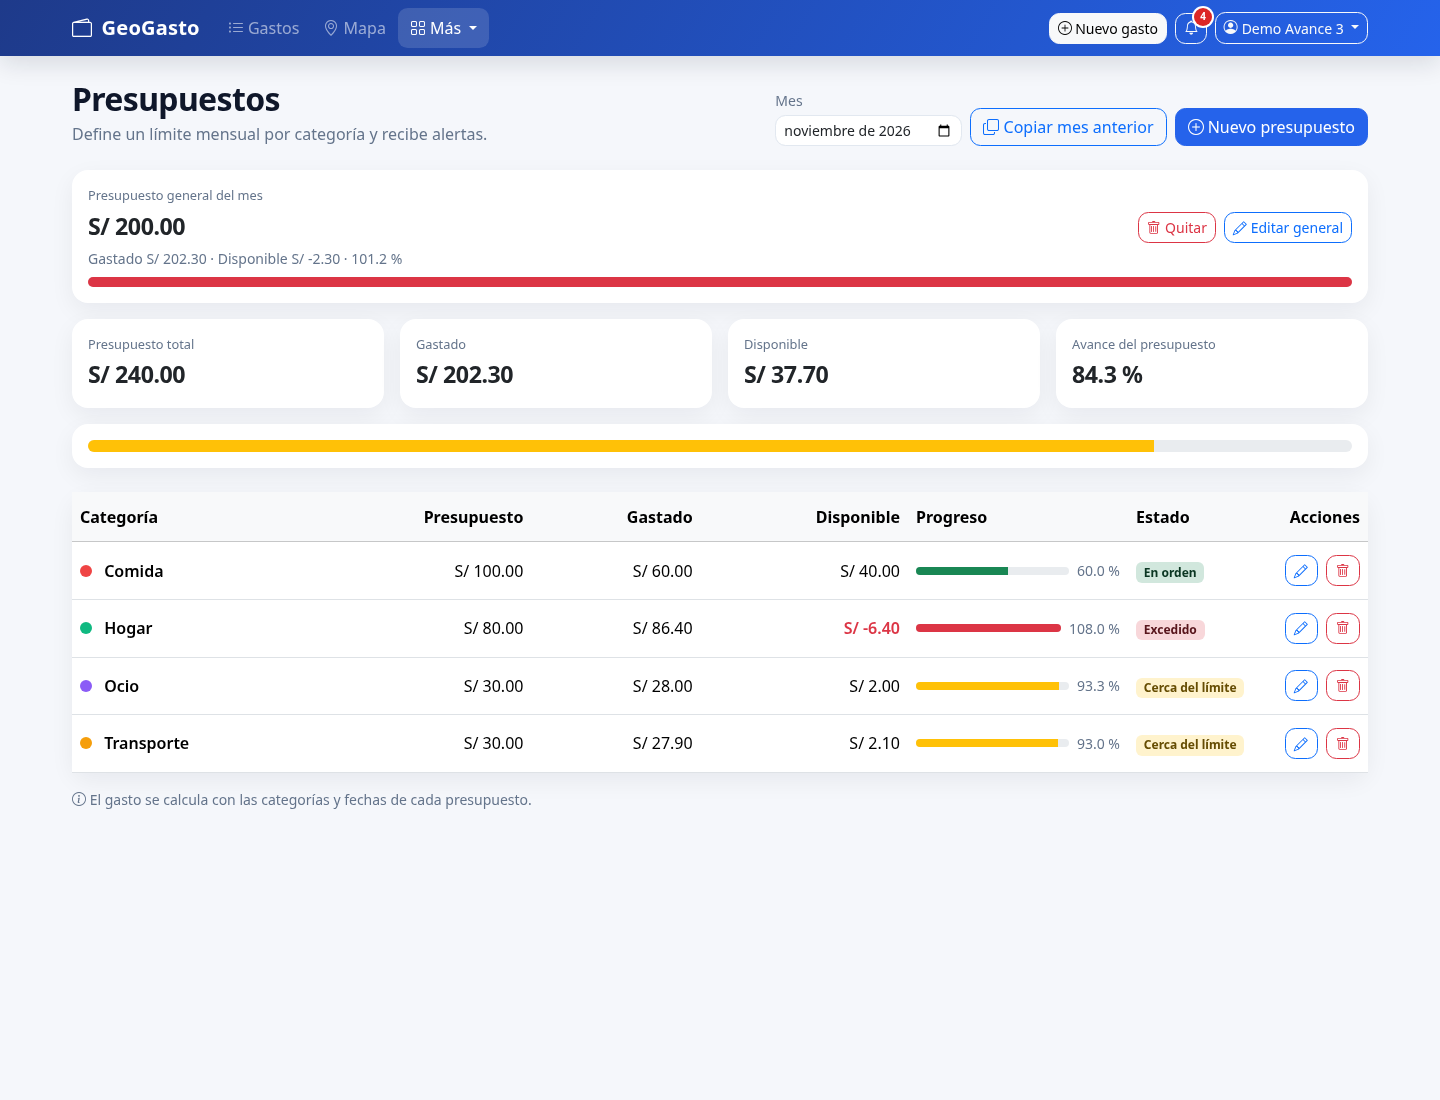 GeoGasto Gastos Mapa Más Nuevo gasto 4 Demo Avance 3
Presupuestos
Define un límite mensual por categoría y recibe alertas.
Mes
noviembre de 2026 Copiar mes anterior Nuevo presupuesto
Presupuesto general del mes
S/ 200.00
Quitar Editar general
Gastado S/ 202.30 · Disponible S/ -2.30 · 101.2 %
Presupuesto total Gastado Disponible Avance del presupuesto
S/ 240.00 S/ 202.30 S/ 37.70 84.3 %
Categoría Presupuesto Gastado Disponible Progreso Estado Acciones
Comida S/ 100.00 S/ 60.00 S/ 40.00 60.0 % En orden
Hogar S/ 80.00 S/ 86.40 S/ -6.40 108.0 % Excedido
Ocio S/ 30.00 S/ 28.00 S/ 2.00 93.3 % Cerca del límite
Transporte S/ 30.00 S/ 27.90 S/ 2.10 93.0 % Cerca del límite
El gasto se calcula con las categorías y fechas de cada presupuesto.